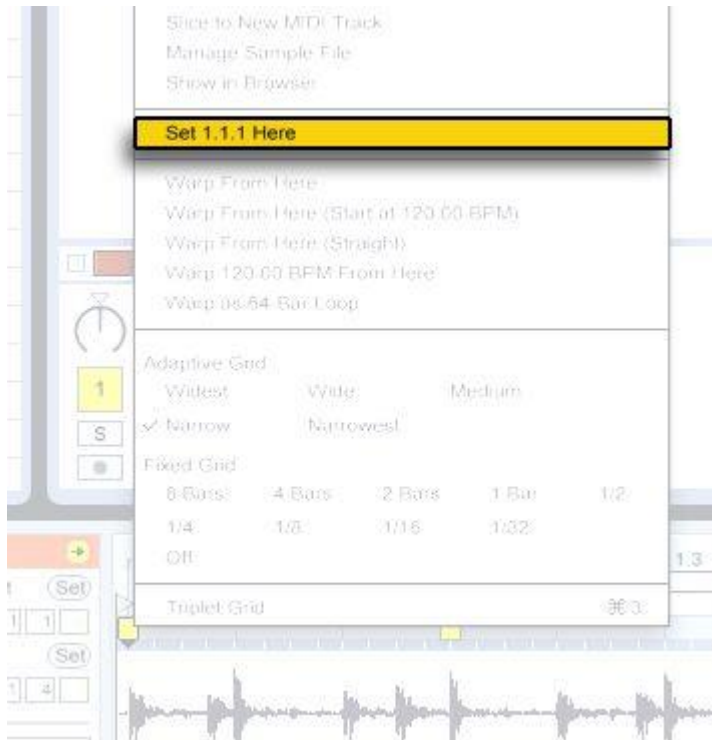 Slice to New MIDI Track
Manage Sample File
Show in Browser
Set 1.1.1 Here
Warp From Here
Warp From Here (Start at 120.00 BPM)
Warp From Here (Straight)
Warp 120.00 BPM From Here
Warp as 64-Bar Loop
Adaptive Grid
Widest Wide Medium
✓ Narrow Narrowest
Fixed Grid
8 Bars 4 Bars 2 Bars 1 Bar 1/2
1/4 1/8 1/16 1/32
Off
Triplet Grid ⌘3
1
S
1.3
Set
1 1
Set
4